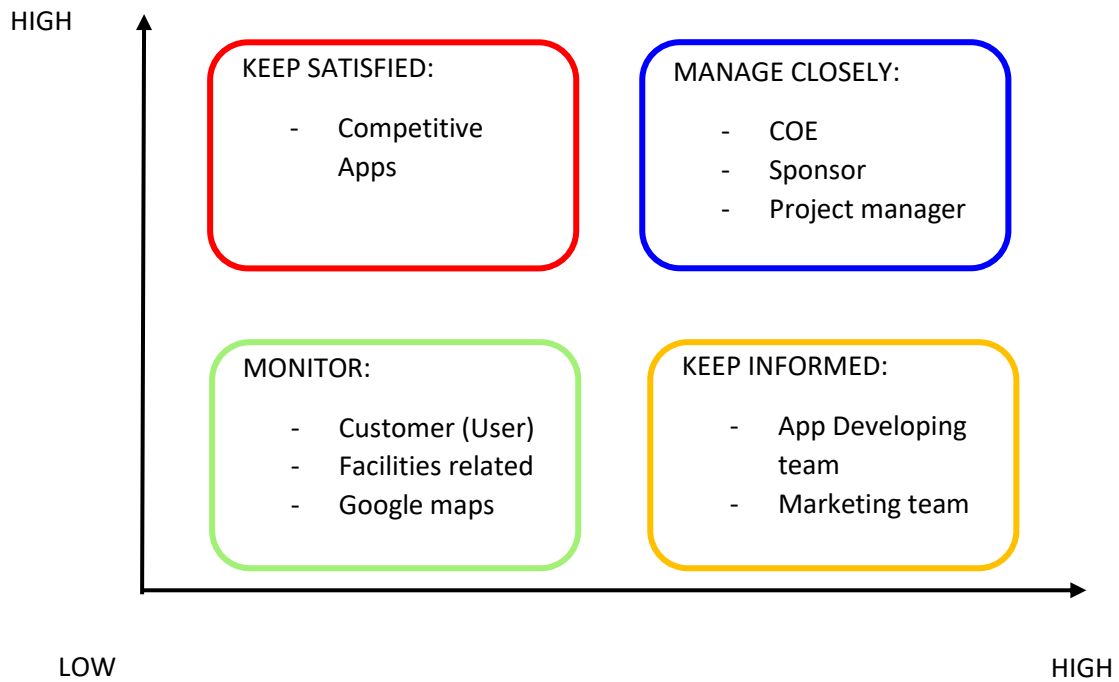 HIGH
KEEP SATISFIED:
- Competitive
Apps
MANAGE CLOSELY:
- COE
- Sponsor
- Project manager
MONITOR:
- Customer (User)
- Facilities related
- Google maps
KEEP INFORMED:
- App Developing
team
- Marketing team
LOW
HIGH